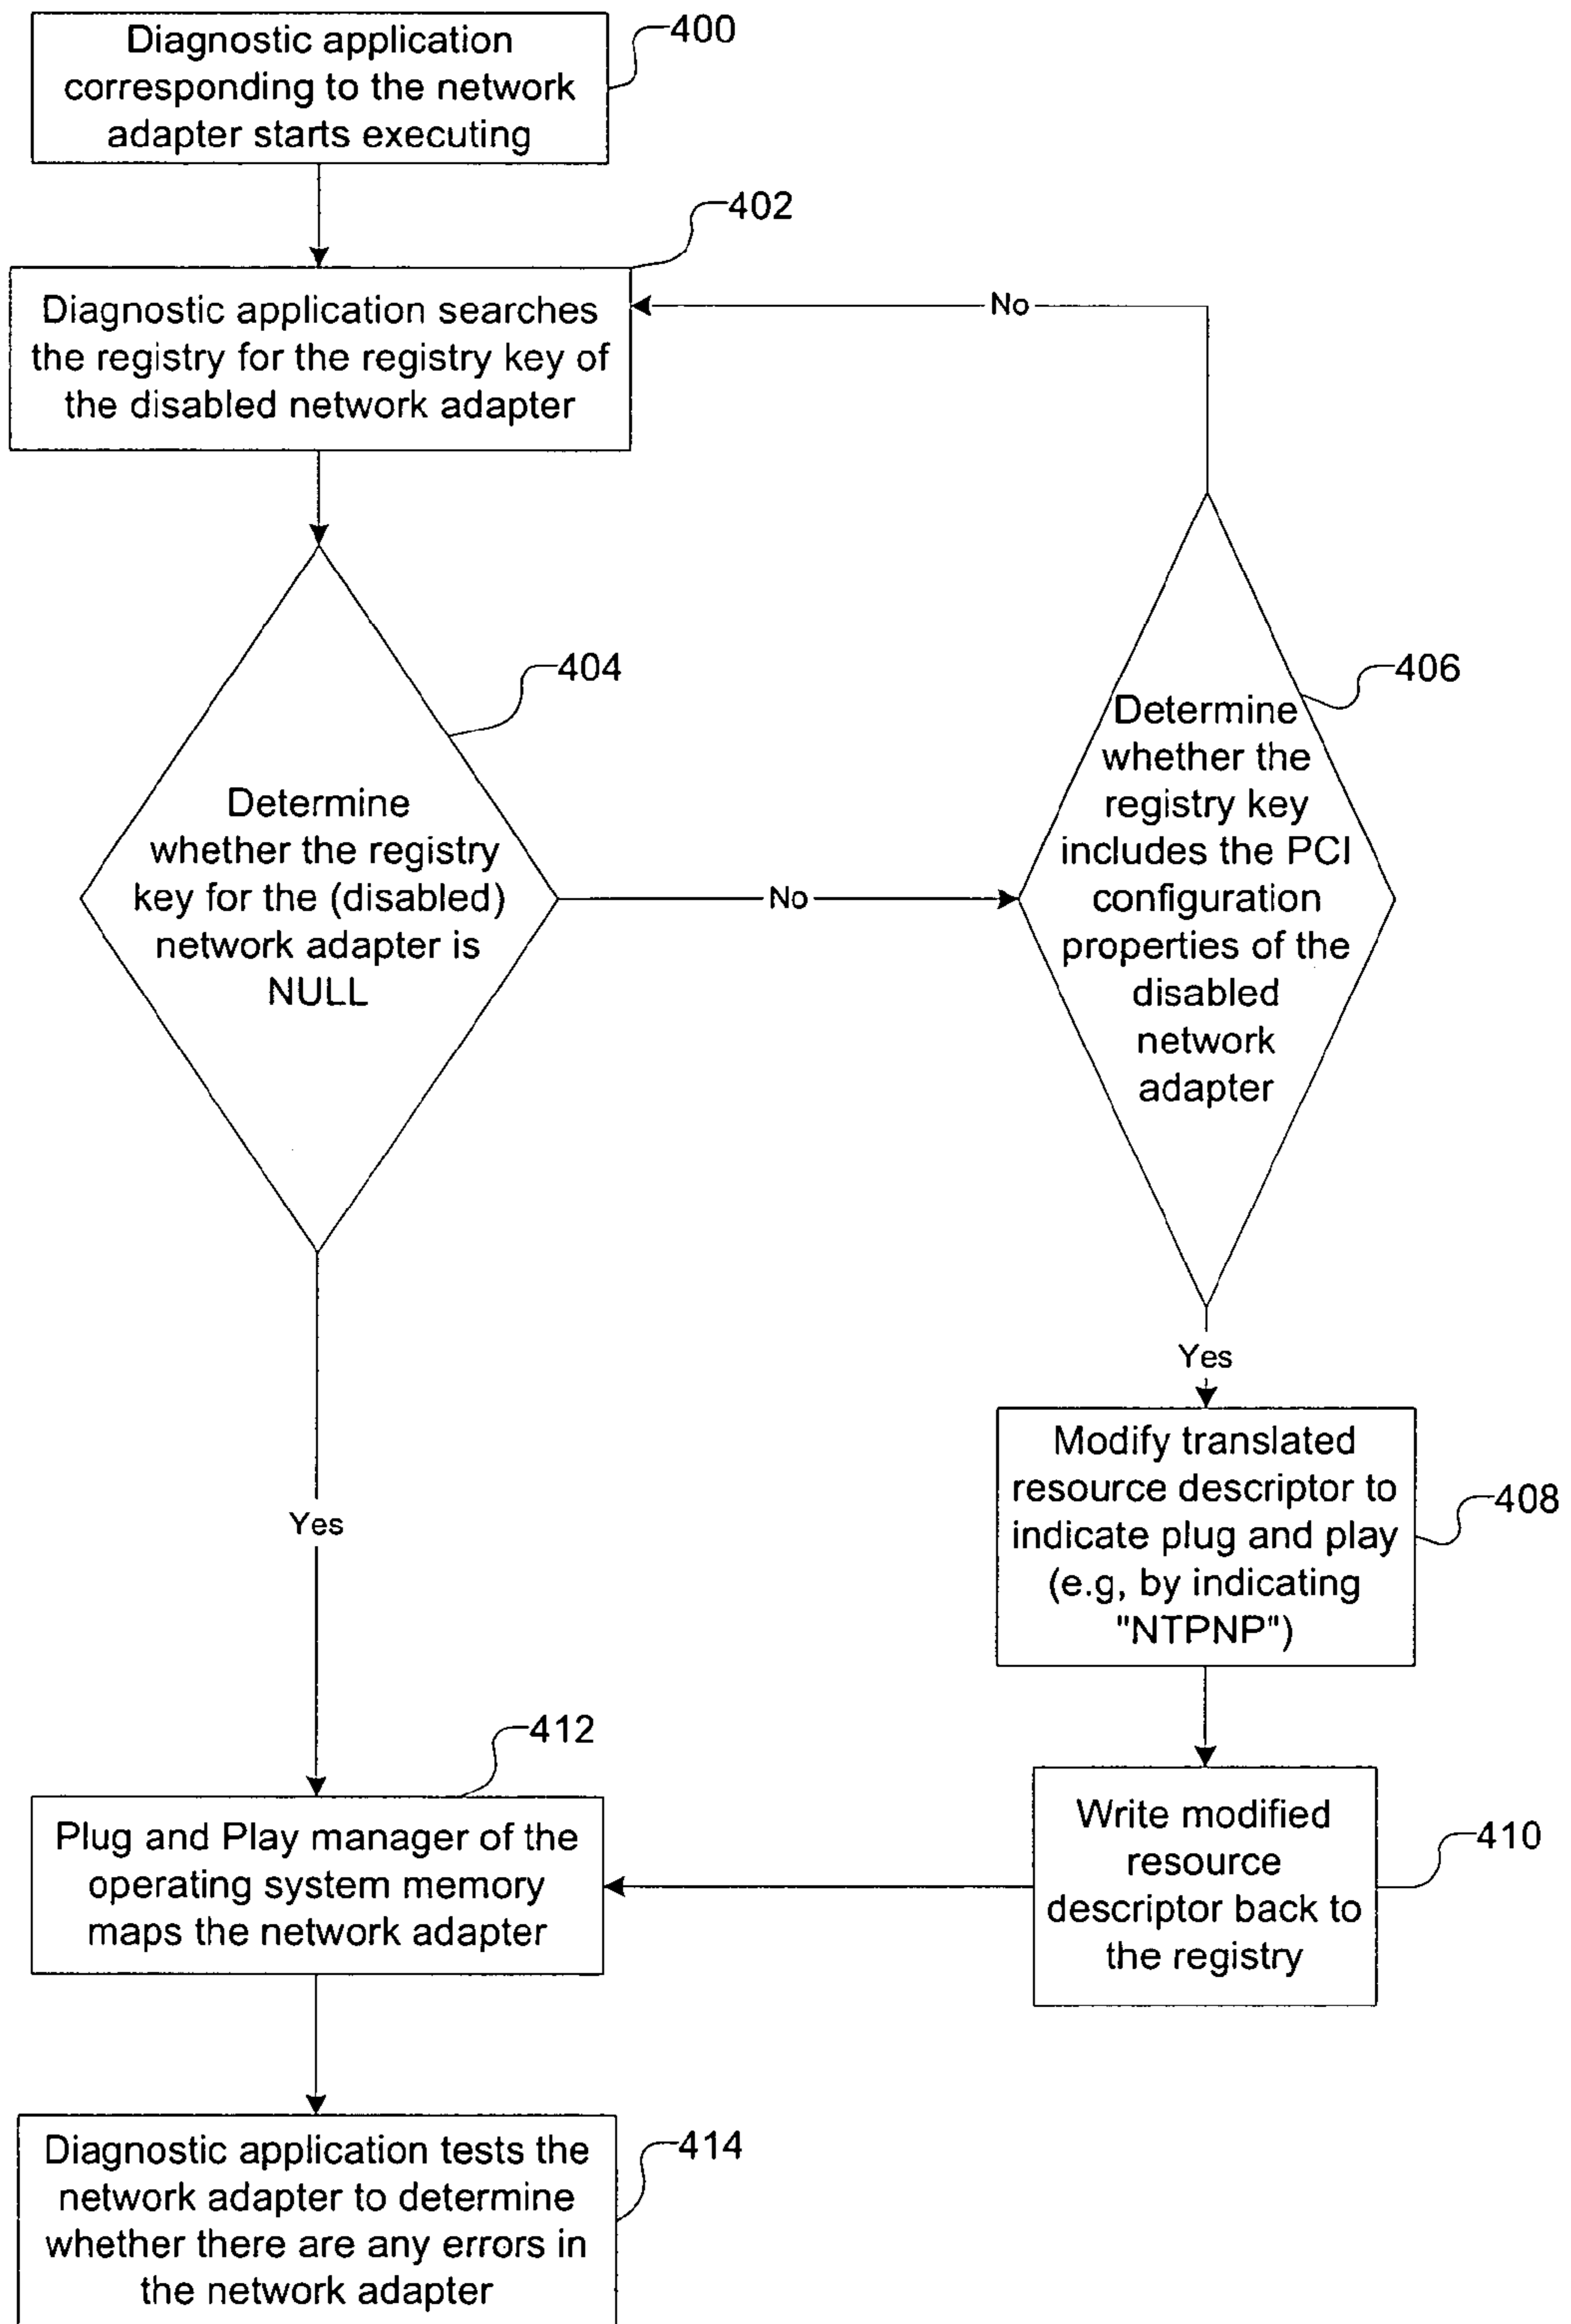 Diagnostic application
corresponding to the network
adapter starts executing
400
402
Diagnostic application searches
the registry for the registry key of
the disabled network adapter
No
404
Determine
whether the registry
key for the (disabled)
network adapter is
NULL
No
406
Determine
whether the
registry key
includes the PCI
configuration
properties of the
disabled
network
adapter
Yes
Yes
Modify translated
resource descriptor to
indicate plug and play
(e.g, by indicating
"NTPNP")
408
412
Plug and Play manager of the
operating system memory
maps the network adapter
Write modified
resource
descriptor back to
the registry
410
Diagnostic application tests the
network adapter to determine
whether there are any errors in
the network adapter
414